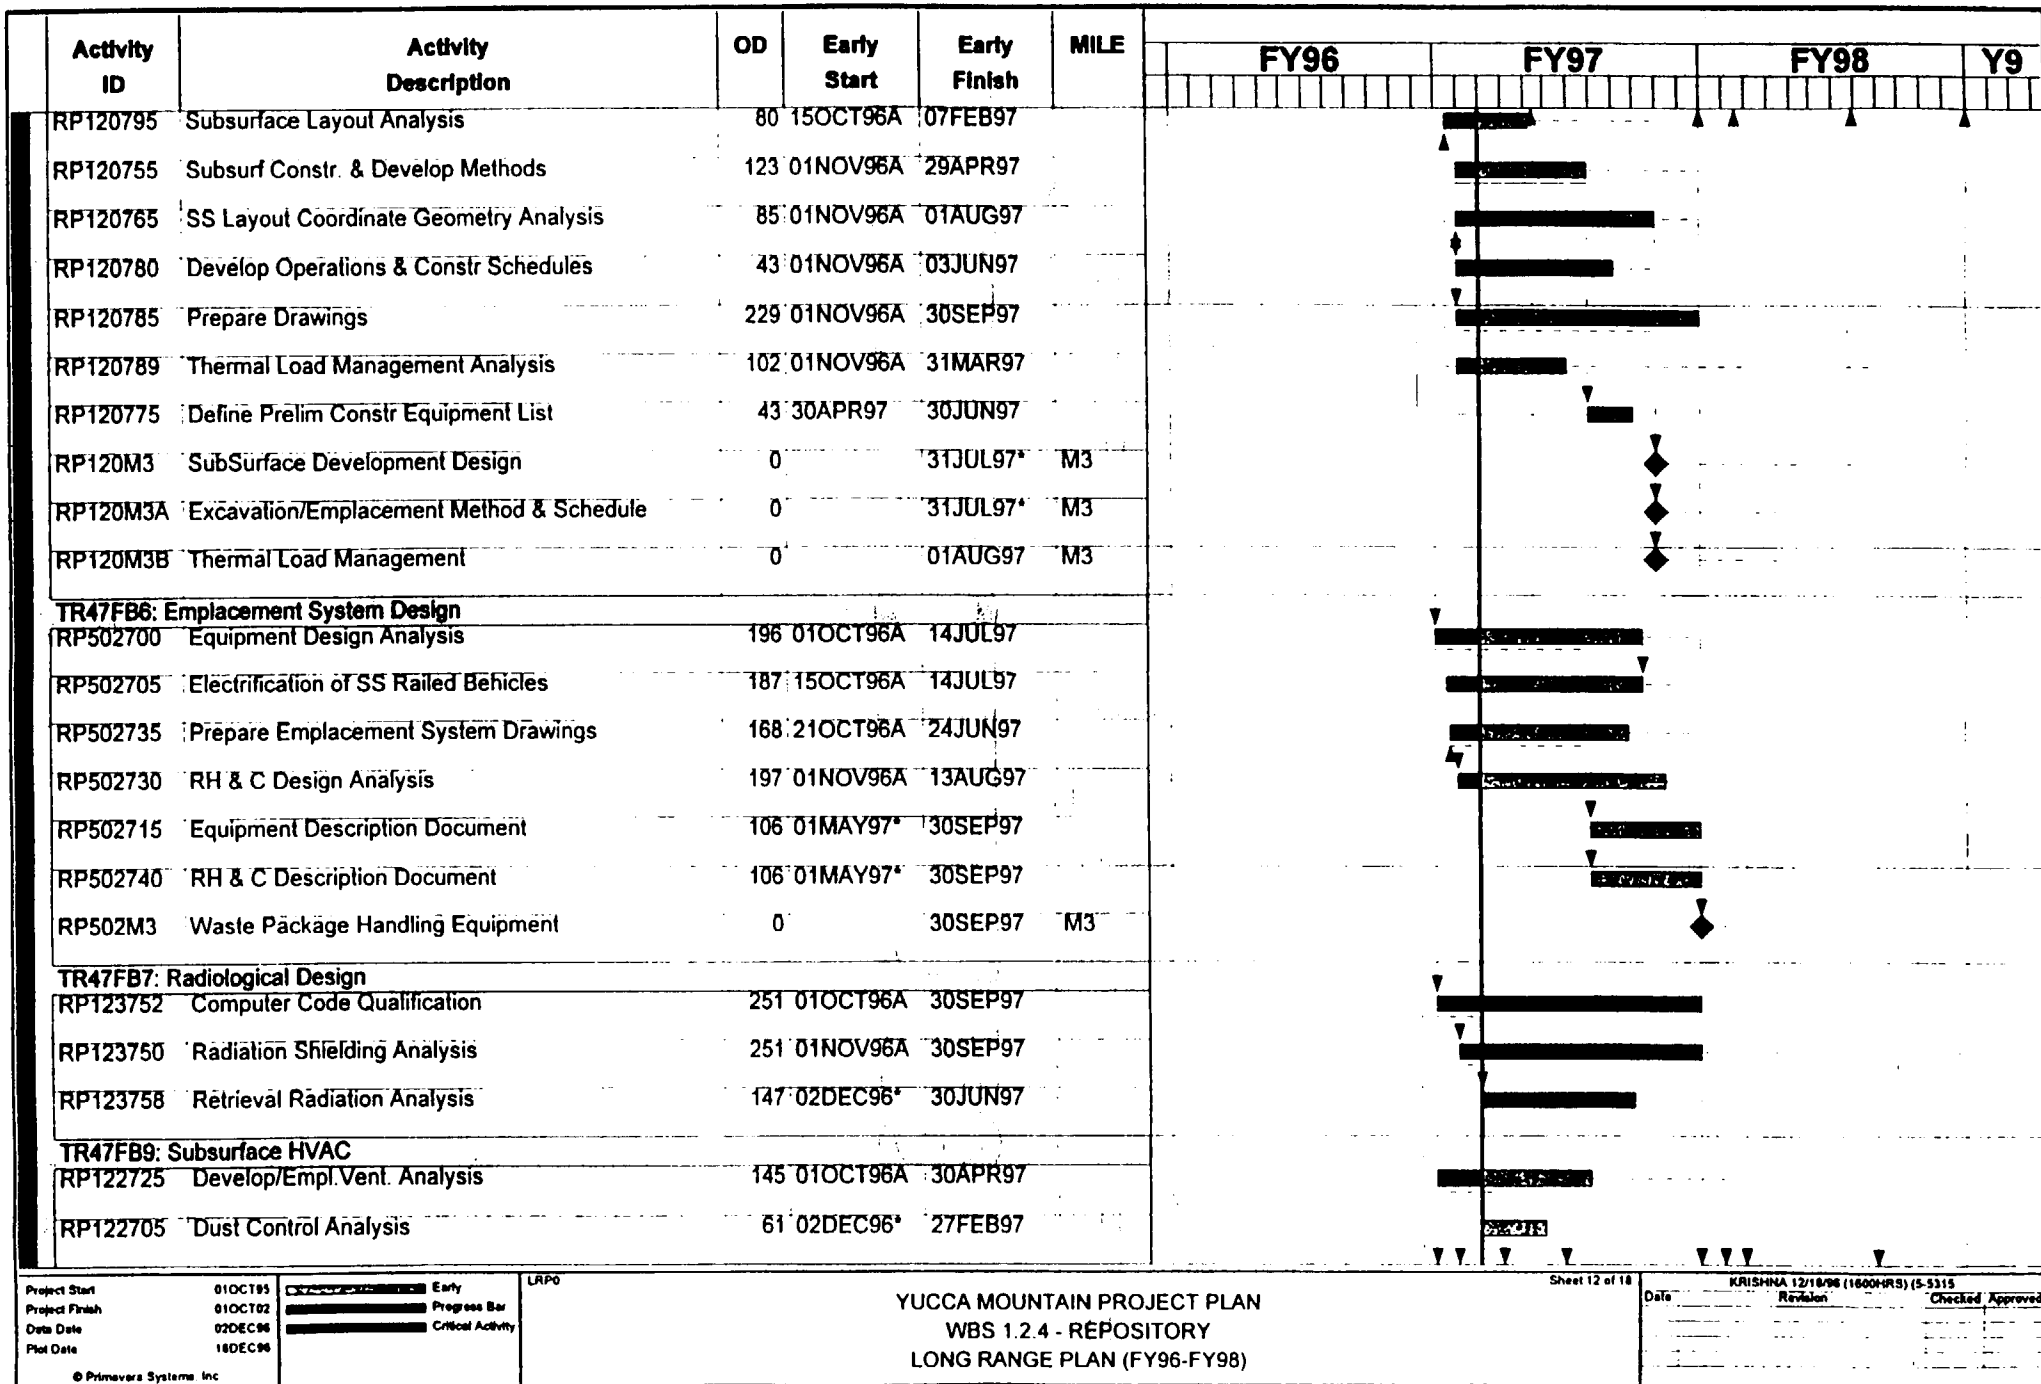 Activity ID Activity Description OD Early Start Early Finish MILE FY96 FY97 FY98 Y9
RP120795 Subsurface Layout Analysis 80 15OCT96A 07FEB97
RP120755 Subsurf Constr. & Develop Methods 123 01NOV96A 29APR97
RP120765 SS Layout Coordinate Geometry Analysis 85 01NOV96A 01AUG97
RP120780 Develop Operations & Constr Schedules 43 01NOV96A 03JUN97
RP120785 Prepare Drawings 229 01NOV96A 30SEP97
RP120789 Thermal Load Management Analysis 102 01NOV96A 31MAR97
RP120775 Define Prelim Constr Equipment List 43 30APR97 30JUN97
RP120M3 SubSurface Development Design 0 31JUL97* M3
RP120M3A Excavation/Emplacement Method & Schedule 0 31JUL97* M3
RP120M3B Thermal Load Management 0 01AUG97 M3
TR47FB6: Emplacement System Design
RP502700 Equipment Design Analysis 196 01OCT96A 14JUL97
RP502705 Electrification of SS Railed Behicles 187 15OCT96A 14JUL97
RP502735 Prepare Emplacement System Drawings 168 21OCT96A 24JUN97
RP502730 RH & C Design Analysis 197 01NOV96A 13AUG97
RP502715 Equipment Description Document 106 01MAY97* 30SEP97
RP502740 RH & C Description Document 106 01MAY97* 30SEP97
RP502M3 Waste Package Handling Equipment 0 30SEP97 M3
TR47FB7: Radiological Design
RP123752 Computer Code Qualification 251 01OCT96A 30SEP97
RP123750 Radiation Shielding Analysis 251 01NOV96A 30SEP97
RP123758 Retrieval Radiation Analysis 147 02DEC96* 30JUN97
TR47FB9: Subsurface HVAC
RP122725 Develop/Empl.Vent. Analysis 145 01OCT96A 30APR97
RP122705 Dust Control Analysis 61 02DEC96* 27FEB97
Project Start 01OCT95
Project Finish 01OCT02
Data Date 02DEC96
Plot Date 18DEC96
© Primavera Systems, Inc
Early
Progress Bar
Critical Activity
LRP0
YUCCA MOUNTAIN PROJECT PLAN
WBS 1.2.4 - REPOSITORY
LONG RANGE PLAN (FY96-FY98)
Sheet 12 of 18
KRISHNA 12/18/96 (1600HRS) (5-5315
Date Revision Checked Approved